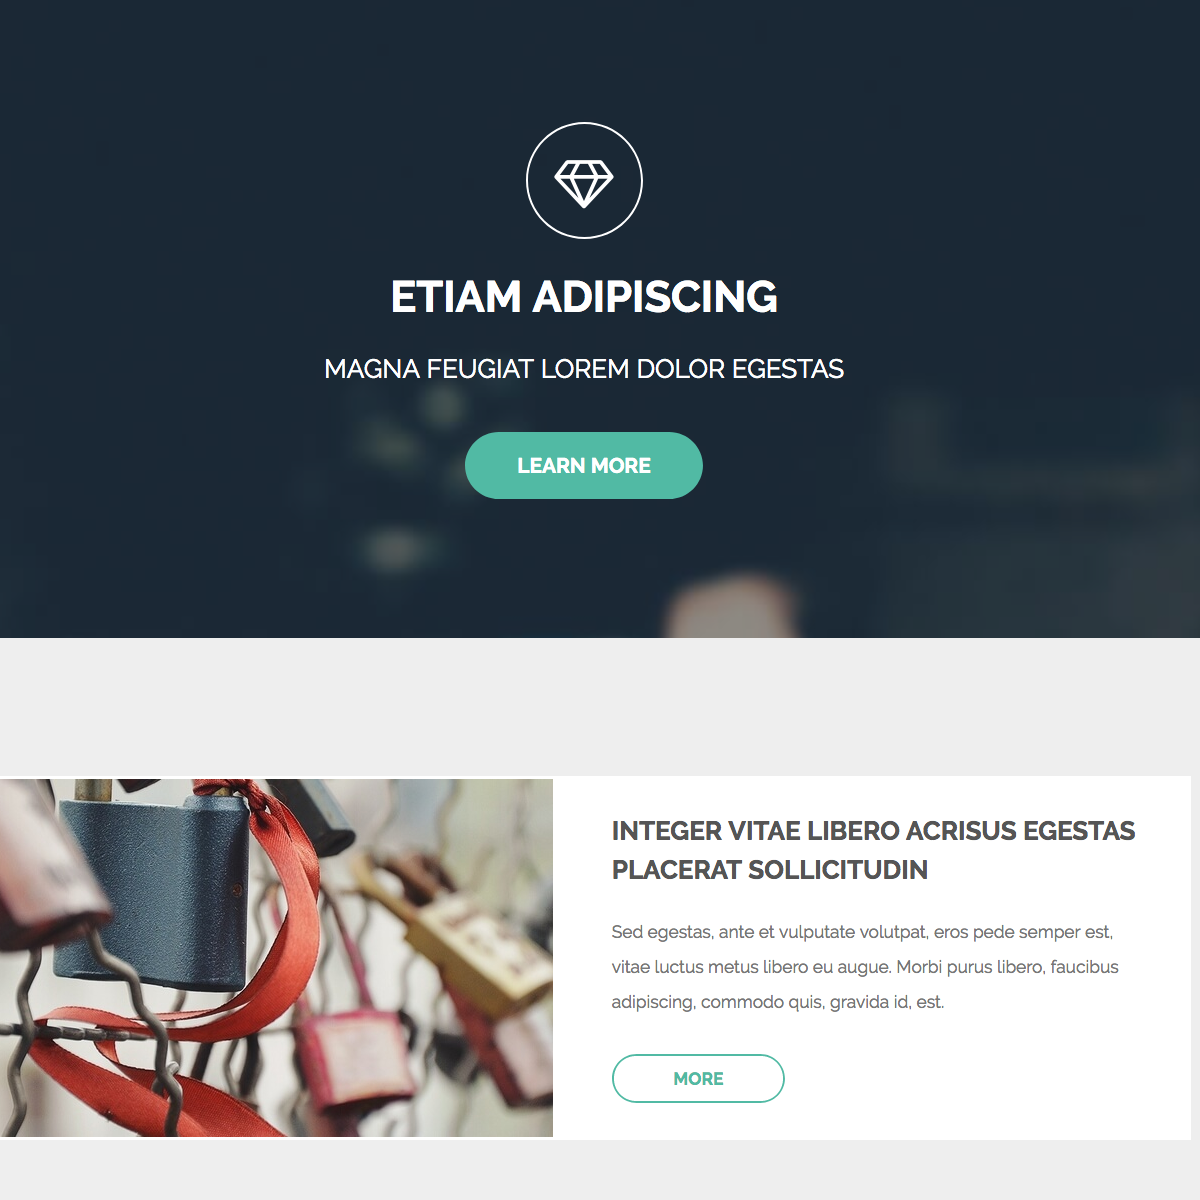 ETIAM ADIPISCING
MAGNA FEUGIAT LOREM DOLOR EGESTAS
LEARN MORE
INTEGER VITAE LIBERO ACRISUS EGESTAS
PLACERAT SOLLICITUDIN
Sed egestas, ante et vulputate volutpat, eros pede semper est,
vitae luctus metus libero eu augue. Morbi purus libero, faucibus
adipiscing, commodo quis, gravida id, est.
MORE